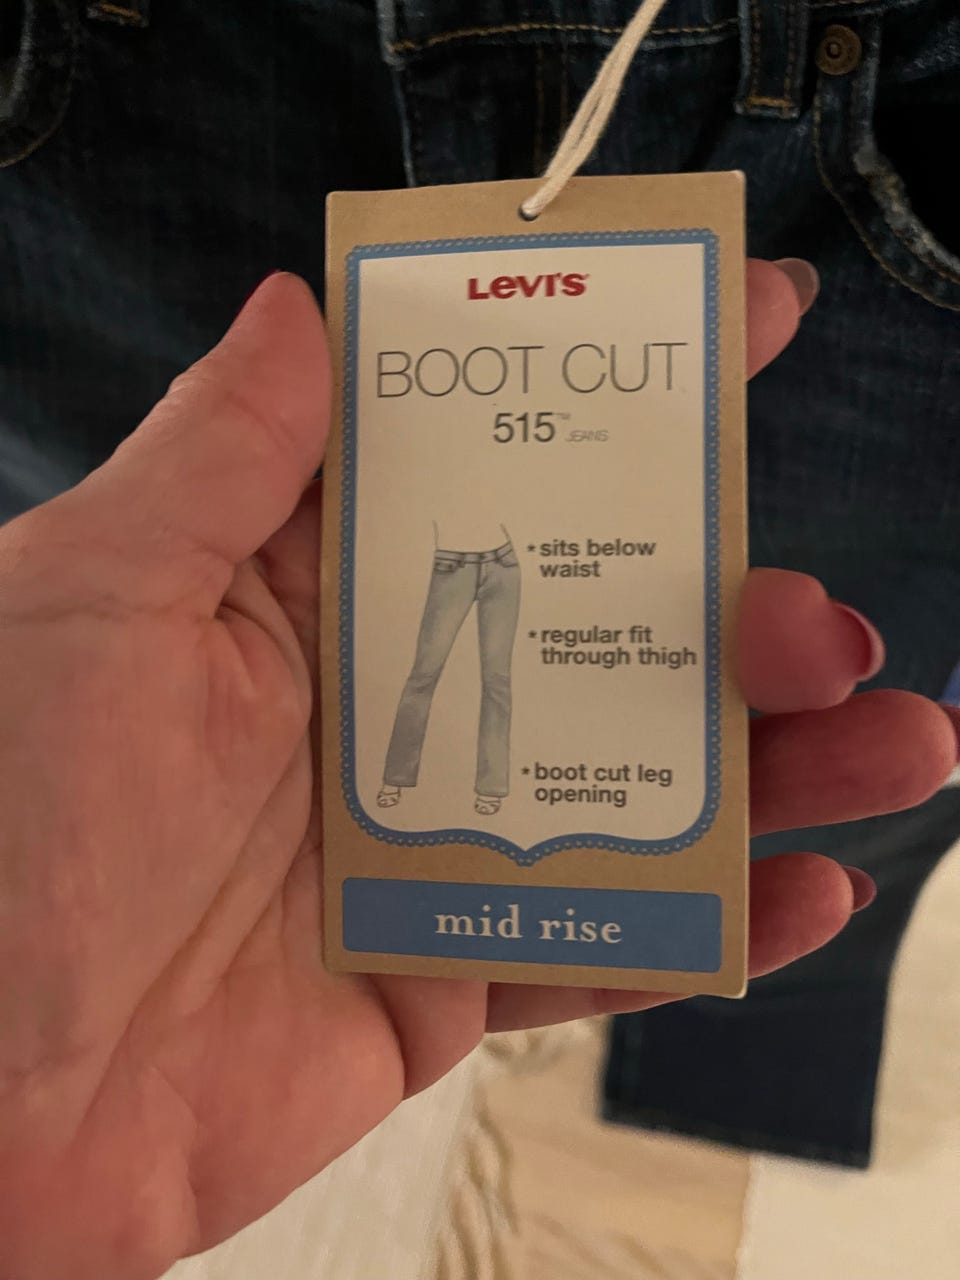 LEVI'S
BOOT CUT
515™ JEANS
*sits below
waist
*regular fit
through thigh
*boot cut leg
opening
mid rise